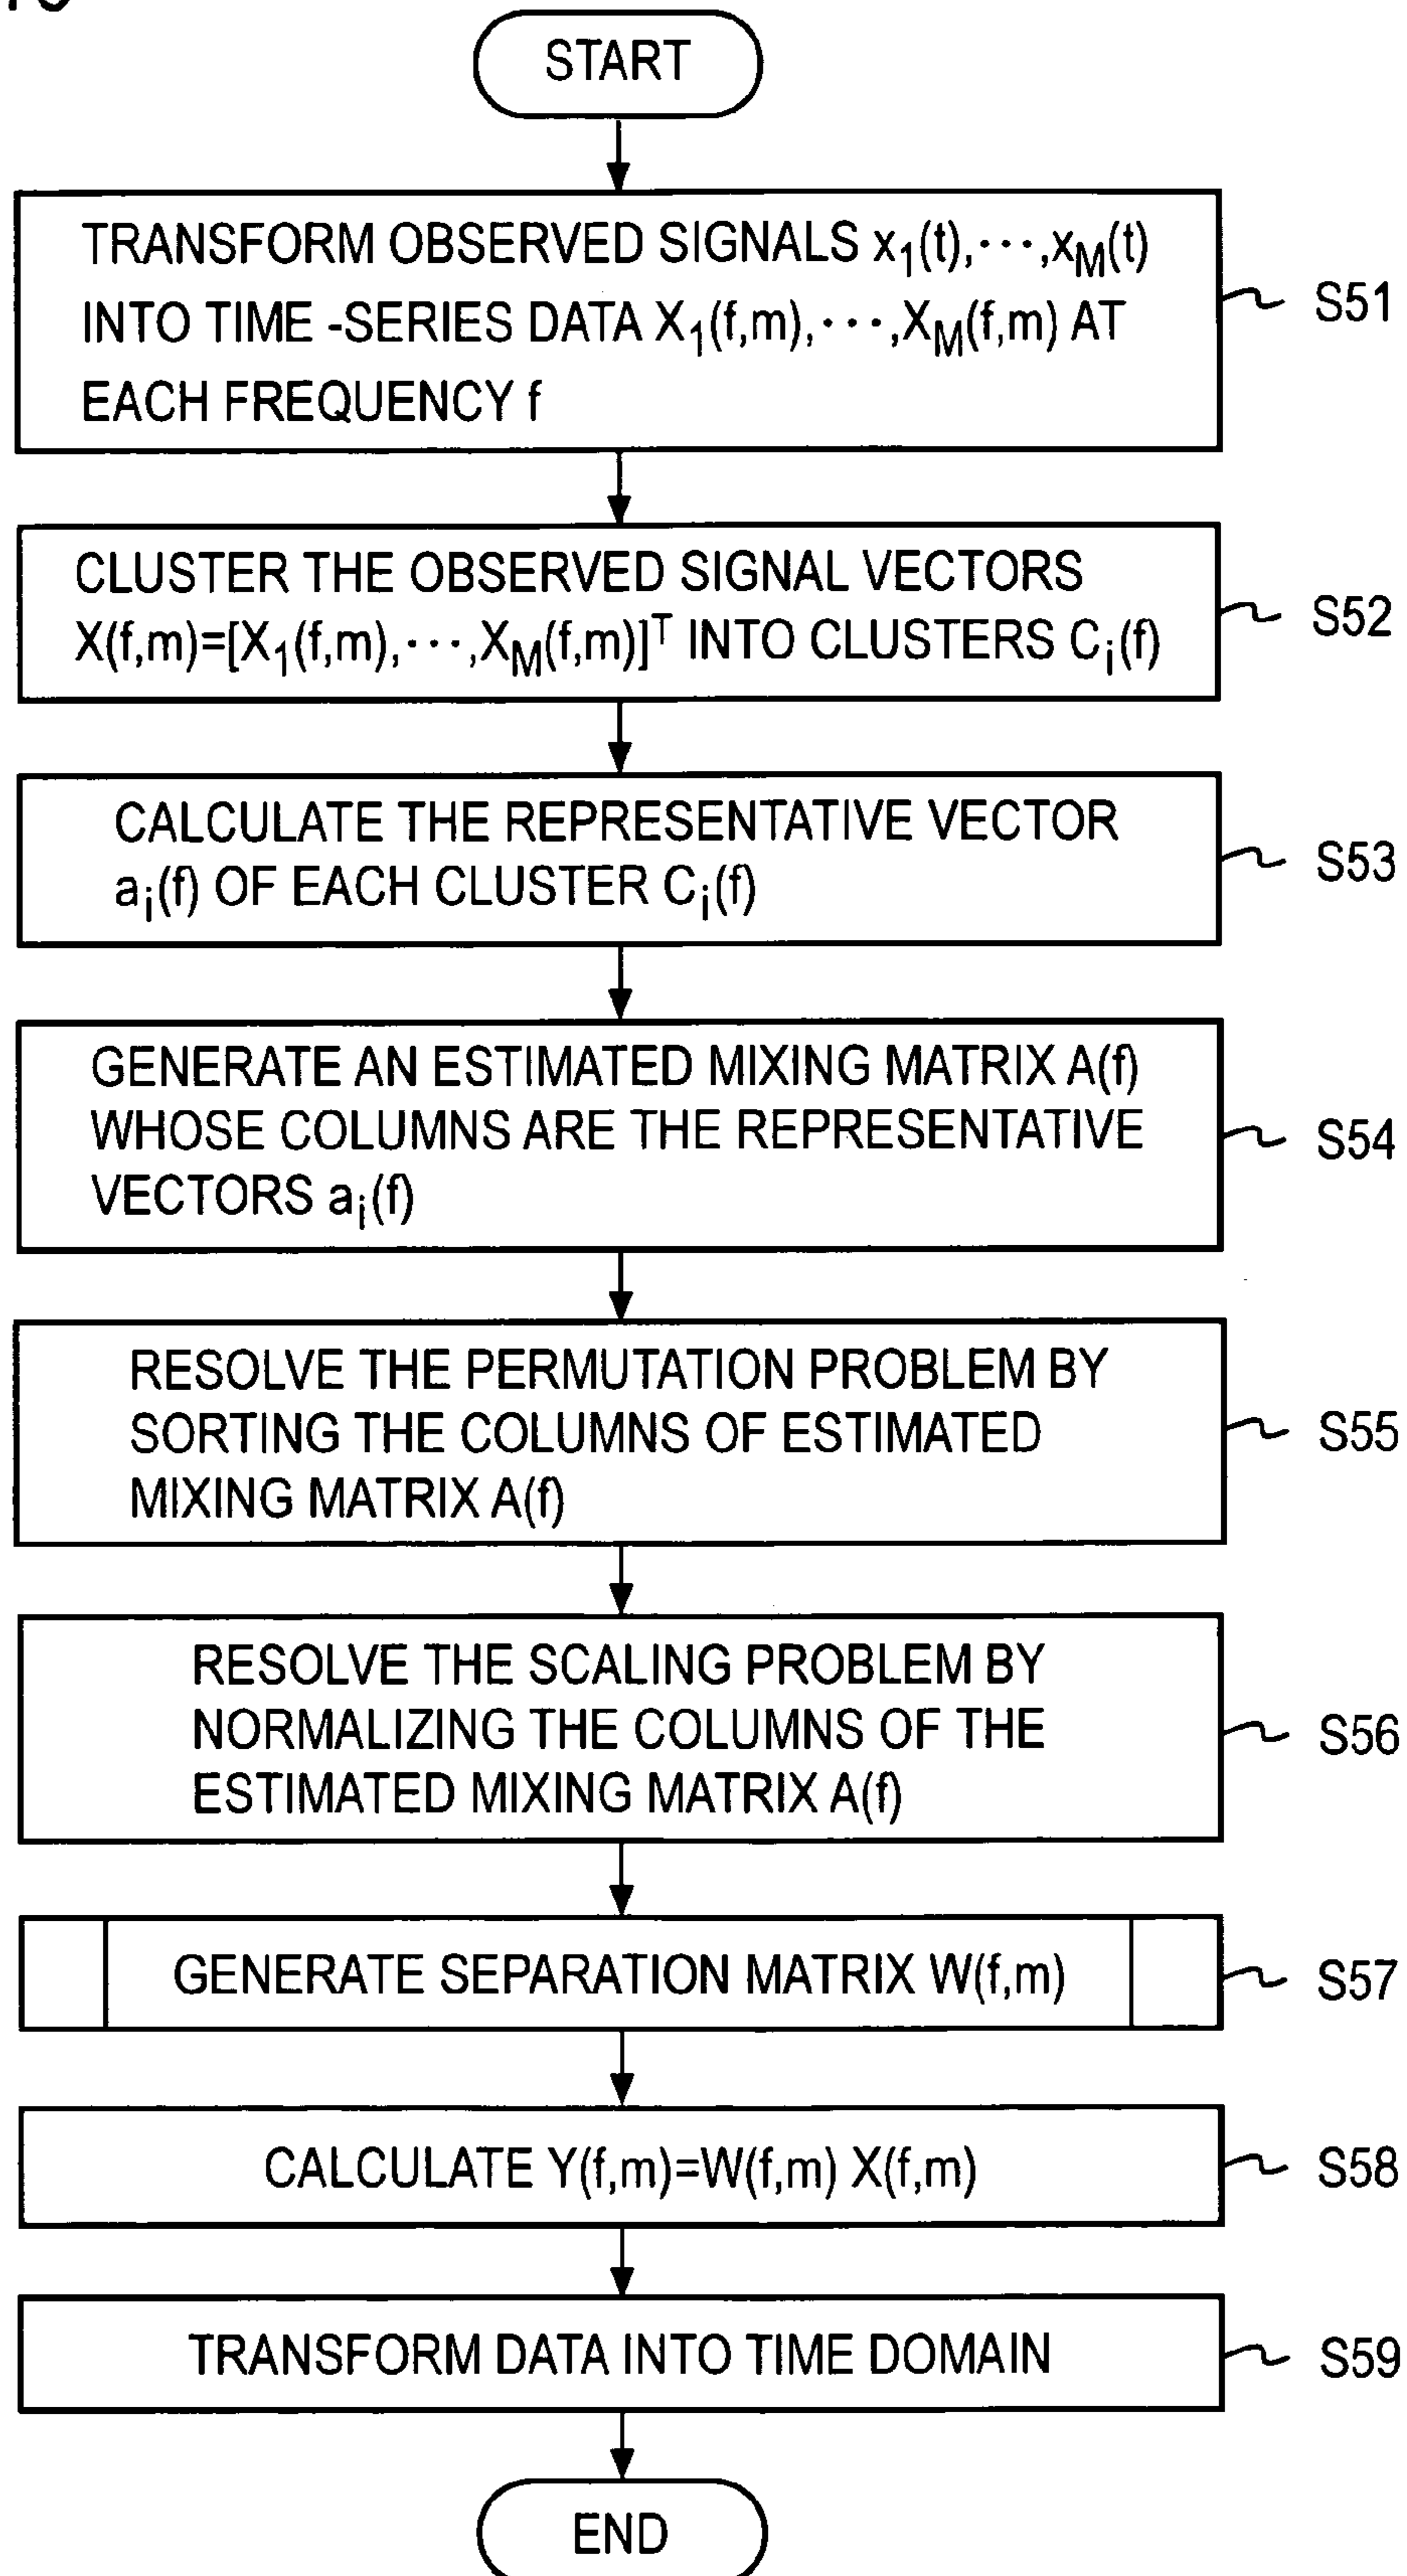 START
TRANSFORM OBSERVED SIGNALS x₁(t),···,x_M(t)
INTO TIME -SERIES DATA X₁(f,m),···,X_M(f,m) AT
EACH FREQUENCY f
S51
CLUSTER THE OBSERVED SIGNAL VECTORS
X(f,m)=[X₁(f,m),···,X_M(f,m)]ᵀ INTO CLUSTERS Cᵢ(f)
S52
CALCULATE THE REPRESENTATIVE VECTOR
aᵢ(f) OF EACH CLUSTER Cᵢ(f)
S53
GENERATE AN ESTIMATED MIXING MATRIX A(f)
WHOSE COLUMNS ARE THE REPRESENTATIVE
VECTORS aᵢ(f)
S54
RESOLVE THE PERMUTATION PROBLEM BY
SORTING THE COLUMNS OF ESTIMATED
MIXING MATRIX A(f)
S55
RESOLVE THE SCALING PROBLEM BY
NORMALIZING THE COLUMNS OF THE
ESTIMATED MIXING MATRIX A(f)
S56
GENERATE SEPARATION MATRIX W(f,m)
S57
CALCULATE Y(f,m)=W(f,m) X(f,m)
S58
TRANSFORM DATA INTO TIME DOMAIN
S59
END